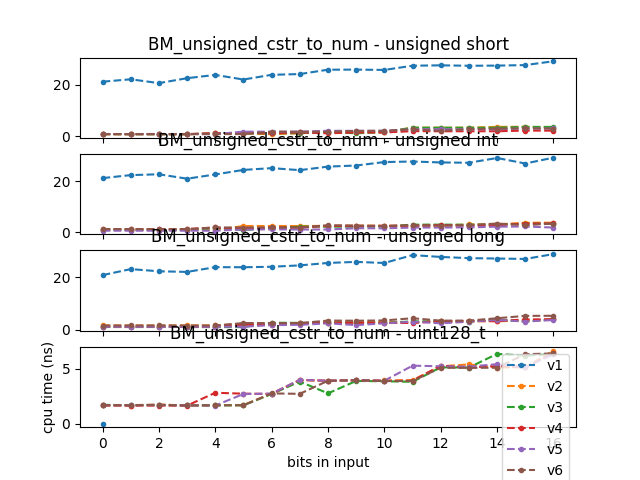 BM_unsigned_cstr_to_num - unsigned short
20
0
BM_unsigned_cstr_to_num - unsigned int
20
0
BM_unsigned_cstr_to_num - unsigned long
20
0
BM_unsigned_cstr_to_num - uint128_t
cpu time (ns)
5
0
0 2 4 6 8 10 12 14 16
bits in input
v1
v2
v3
v4
v5
v6